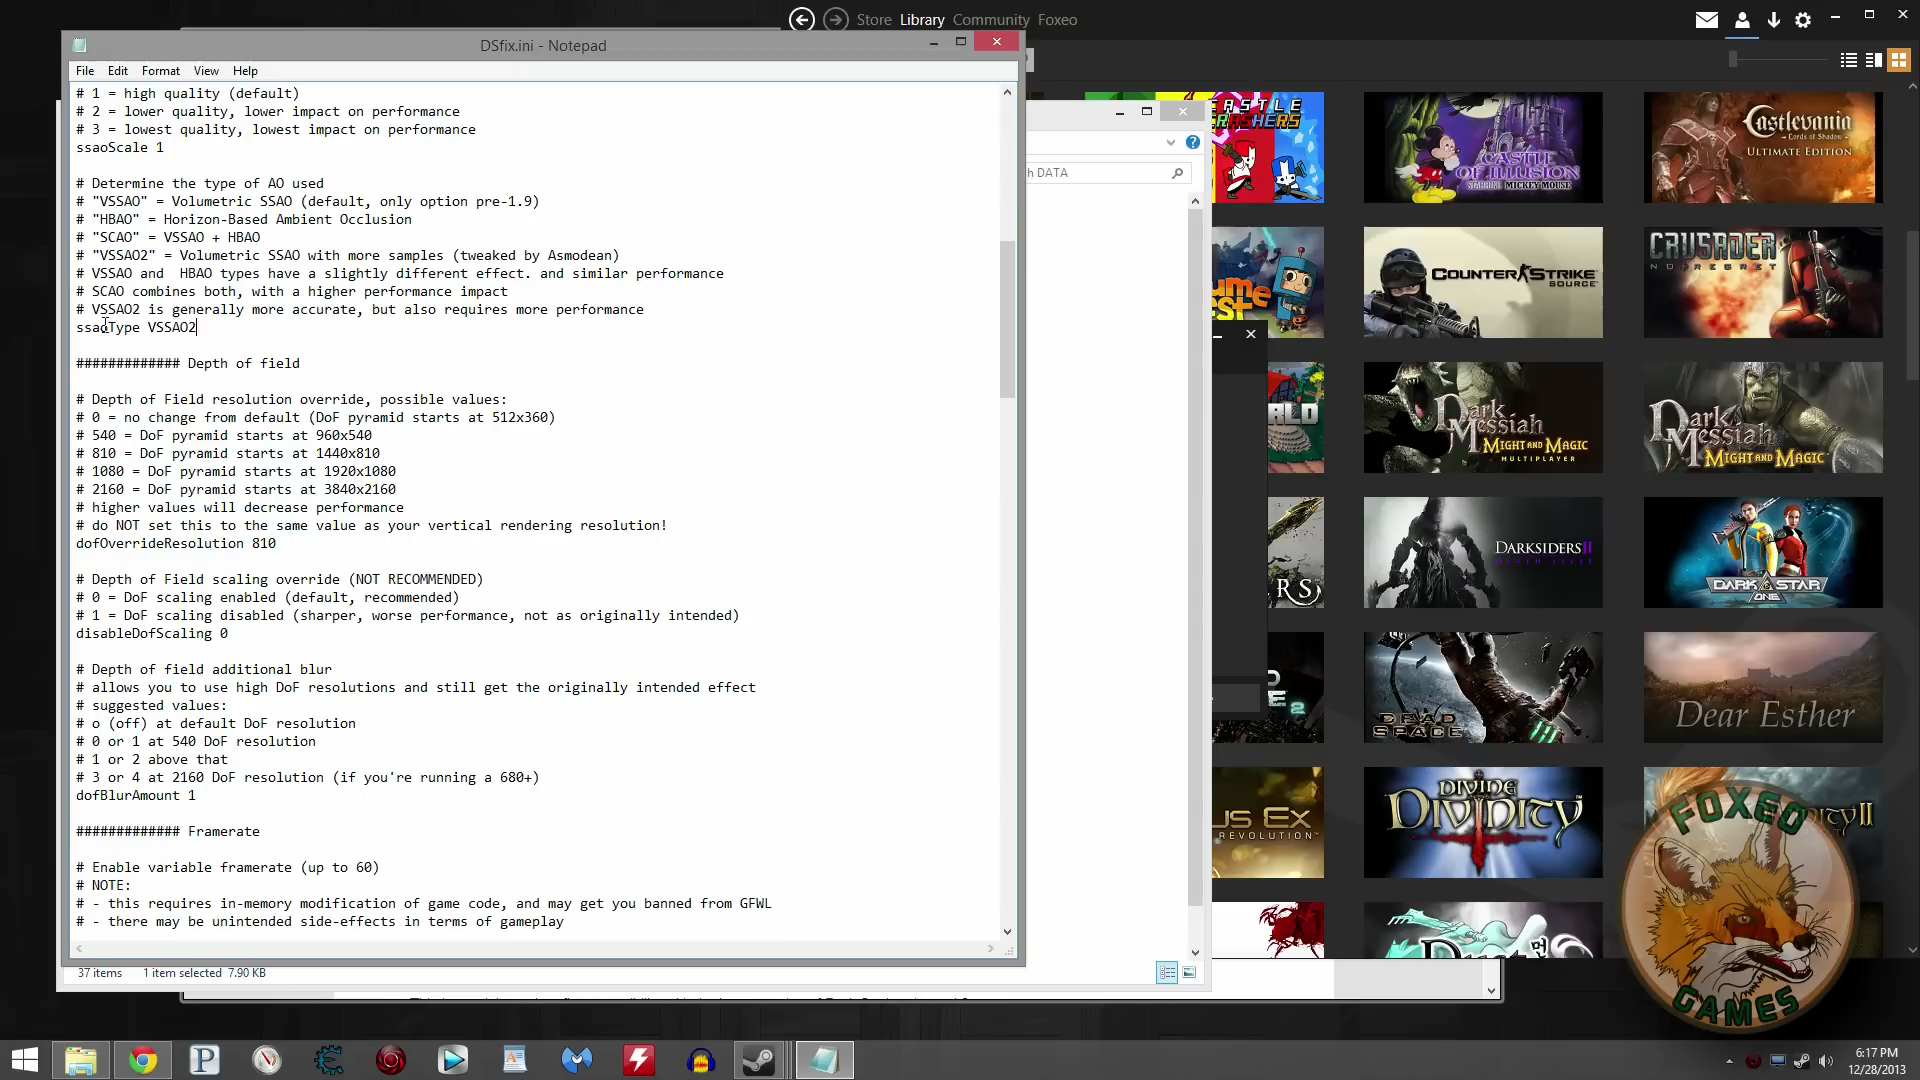 Store Library Community Foxeo
DSfix.ini - Notepad
File Edit Format View Help
# 1 = high quality (default)
# 2 = lower quality, lower impact on performance
# 3 = lowest quality, lowest impact on performance
ssaoScale 1
# Determine the type of AO used
# "VSSAO" = Volumetric SSAO (default, only option pre-1.9)
# "HBAO" = Horizon-Based Ambient Occlusion
# "SCAO" = VSSAO + HBAO
# "VSSAO2" = Volumetric SSAO with more samples (tweaked by Asmodean)
# VSSAO and  HBAO types have a slightly different effect. and similar performance
# SCAO combines both, with a higher performance impact
# VSSAO2 is generally more accurate, but also requires more performance
ssaoType VSSAO2
############# Depth of field
# Depth of Field resolution override, possible values:
# 0 = no change from default (DoF pyramid starts at 512x360)
# 540 = DoF pyramid starts at 960x540
# 810 = DoF pyramid starts at 1440x810
# 1080 = DoF pyramid starts at 1920x1080
# 2160 = DoF pyramid starts at 3840x2160
# higher values will decrease performance
# do NOT set this to the same value as your vertical rendering resolution!
dofOverrideResolution 810
# Depth of Field scaling override (NOT RECOMMENDED)
# 0 = DoF scaling enabled (default, recommended)
# 1 = DoF scaling disabled (sharper, worse performance, not as originally intended)
disableDofScaling 0
# Depth of field additional blur
# allows you to use high DoF resolutions and still get the originally intended effect
# suggested values:
# o (off) at default DoF resolution
# 0 or 1 at 540 DoF resolution
# 1 or 2 above that
# 3 or 4 at 2160 DoF resolution (if you're running a 680+)
dofBlurAmount 1
############# Framerate
# Enable variable framerate (up to 60)
# NOTE:
# - this requires in-memory modification of game code, and may get you banned from GFWL
# - there may be unintended side-effects in terms of gameplay
37 items 1 item selected 7.90 KB
h DATA
CASTLE OF ILLUSION
STARRING MICKEY MOUSE
Castlevania
Lords of Shadow
ULTIMATE EDITION
COUNTER STRIKE
SOURCE
CRUSADER
NO REGRET
Dark Messiah
MIGHT AND MAGIC
MULTIPLAYER
Dark Messiah
MIGHT AND MAGIC
DARKSIDERS II
DARK STAR
ONE
DEAD SPACE
Dear Esther
US EX
REVOLUTION
DIVINE
DIVINITY
FOXEO
GAMES
6:17 PM
12/28/2013